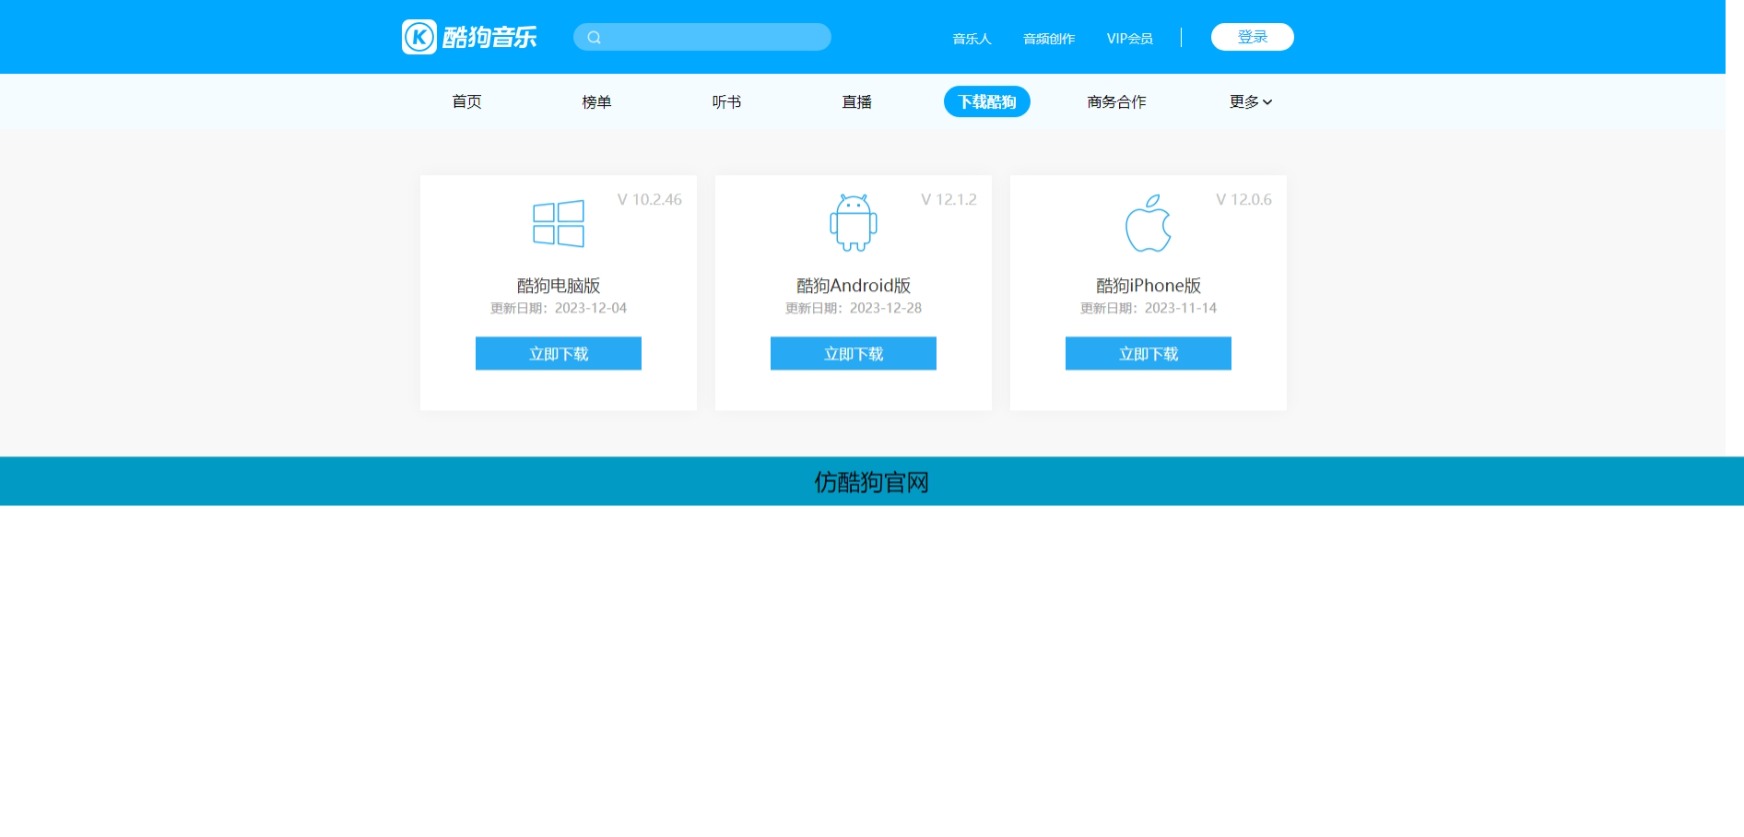 酷狗音乐
音乐人 音频创作 VIP会员 登录
首页 榜单 听书 直播 下载酷狗 商务合作 更多
V 10.2.46
酷狗电脑版
更新日期：2023-12-04
立即下载
V 12.1.2
酷狗Android版
更新日期：2023-12-28
立即下载
V 12.0.6
酷狗iPhone版
更新日期：2023-11-14
立即下载
仿酷狗官网